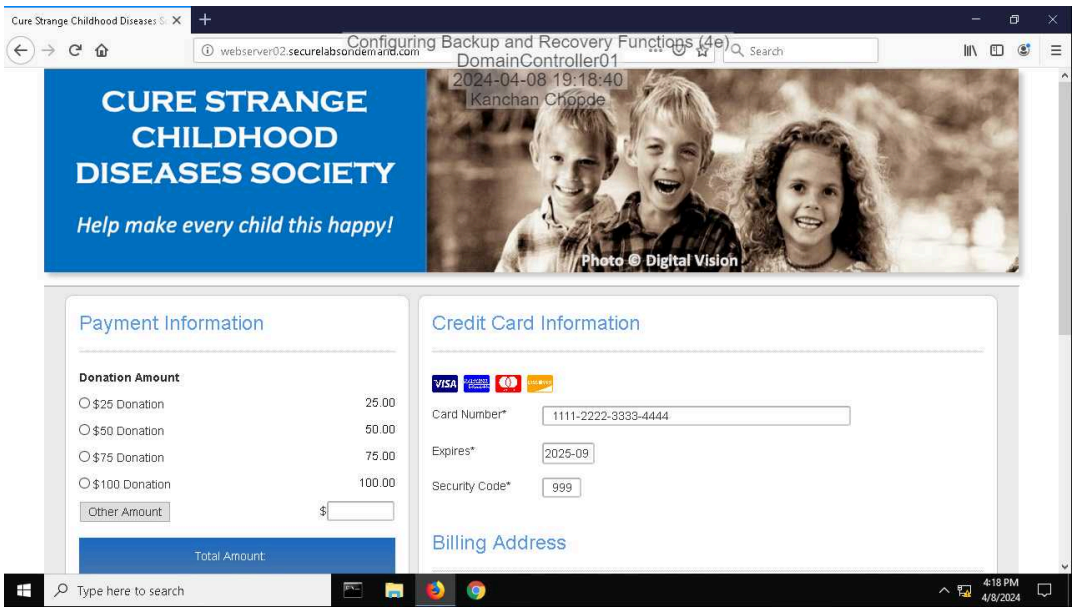 Cure Strange Childhood Diseases S
webserver02.securelabsondemand.com
Search
Configuring Backup and Recovery Functions (4e)
DomainController01
2024-04-08 19:18:40
Kanchan Chopde
CURE STRANGE
CHILDHOOD
DISEASES SOCIETY
Help make every child this happy!
Photo © Digital Vision
Payment Information
Donation Amount
$25 Donation 25.00
$50 Donation 50.00
$75 Donation 75.00
$100 Donation 100.00
Other Amount $
Total Amount:
Credit Card Information
VISA
Card Number* 1111-2222-3333-4444
Expires* 2025-09
Security Code* 999
Billing Address
Type here to search
4:18 PM
4/8/2024